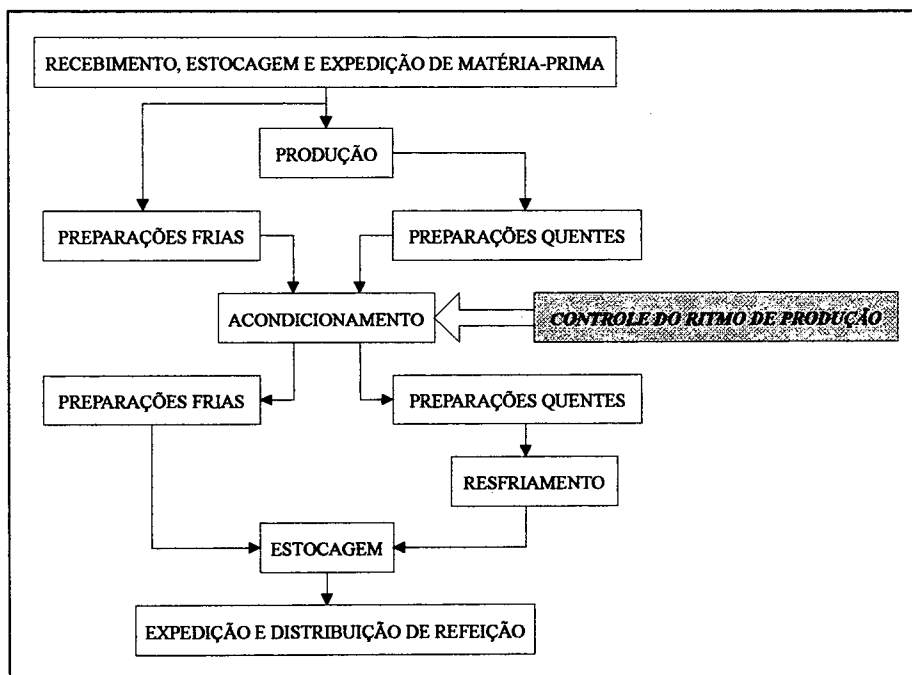 RECEBIMENTO, ESTOCAGEM E EXPEDIÇÃO DE MATÉRIA-PRIMA
PRODUÇÃO
PREPARAÇÕES FRIAS
PREPARAÇÕES QUENTES
ACONDICIONAMENTO
CONTROLE DO RITMO DE PRODUÇÃO
PREPARAÇÕES FRIAS
PREPARAÇÕES QUENTES
RESFRIAMENTO
ESTOCAGEM
EXPEDIÇÃO E DISTRIBUIÇÃO DE REFEIÇÃO